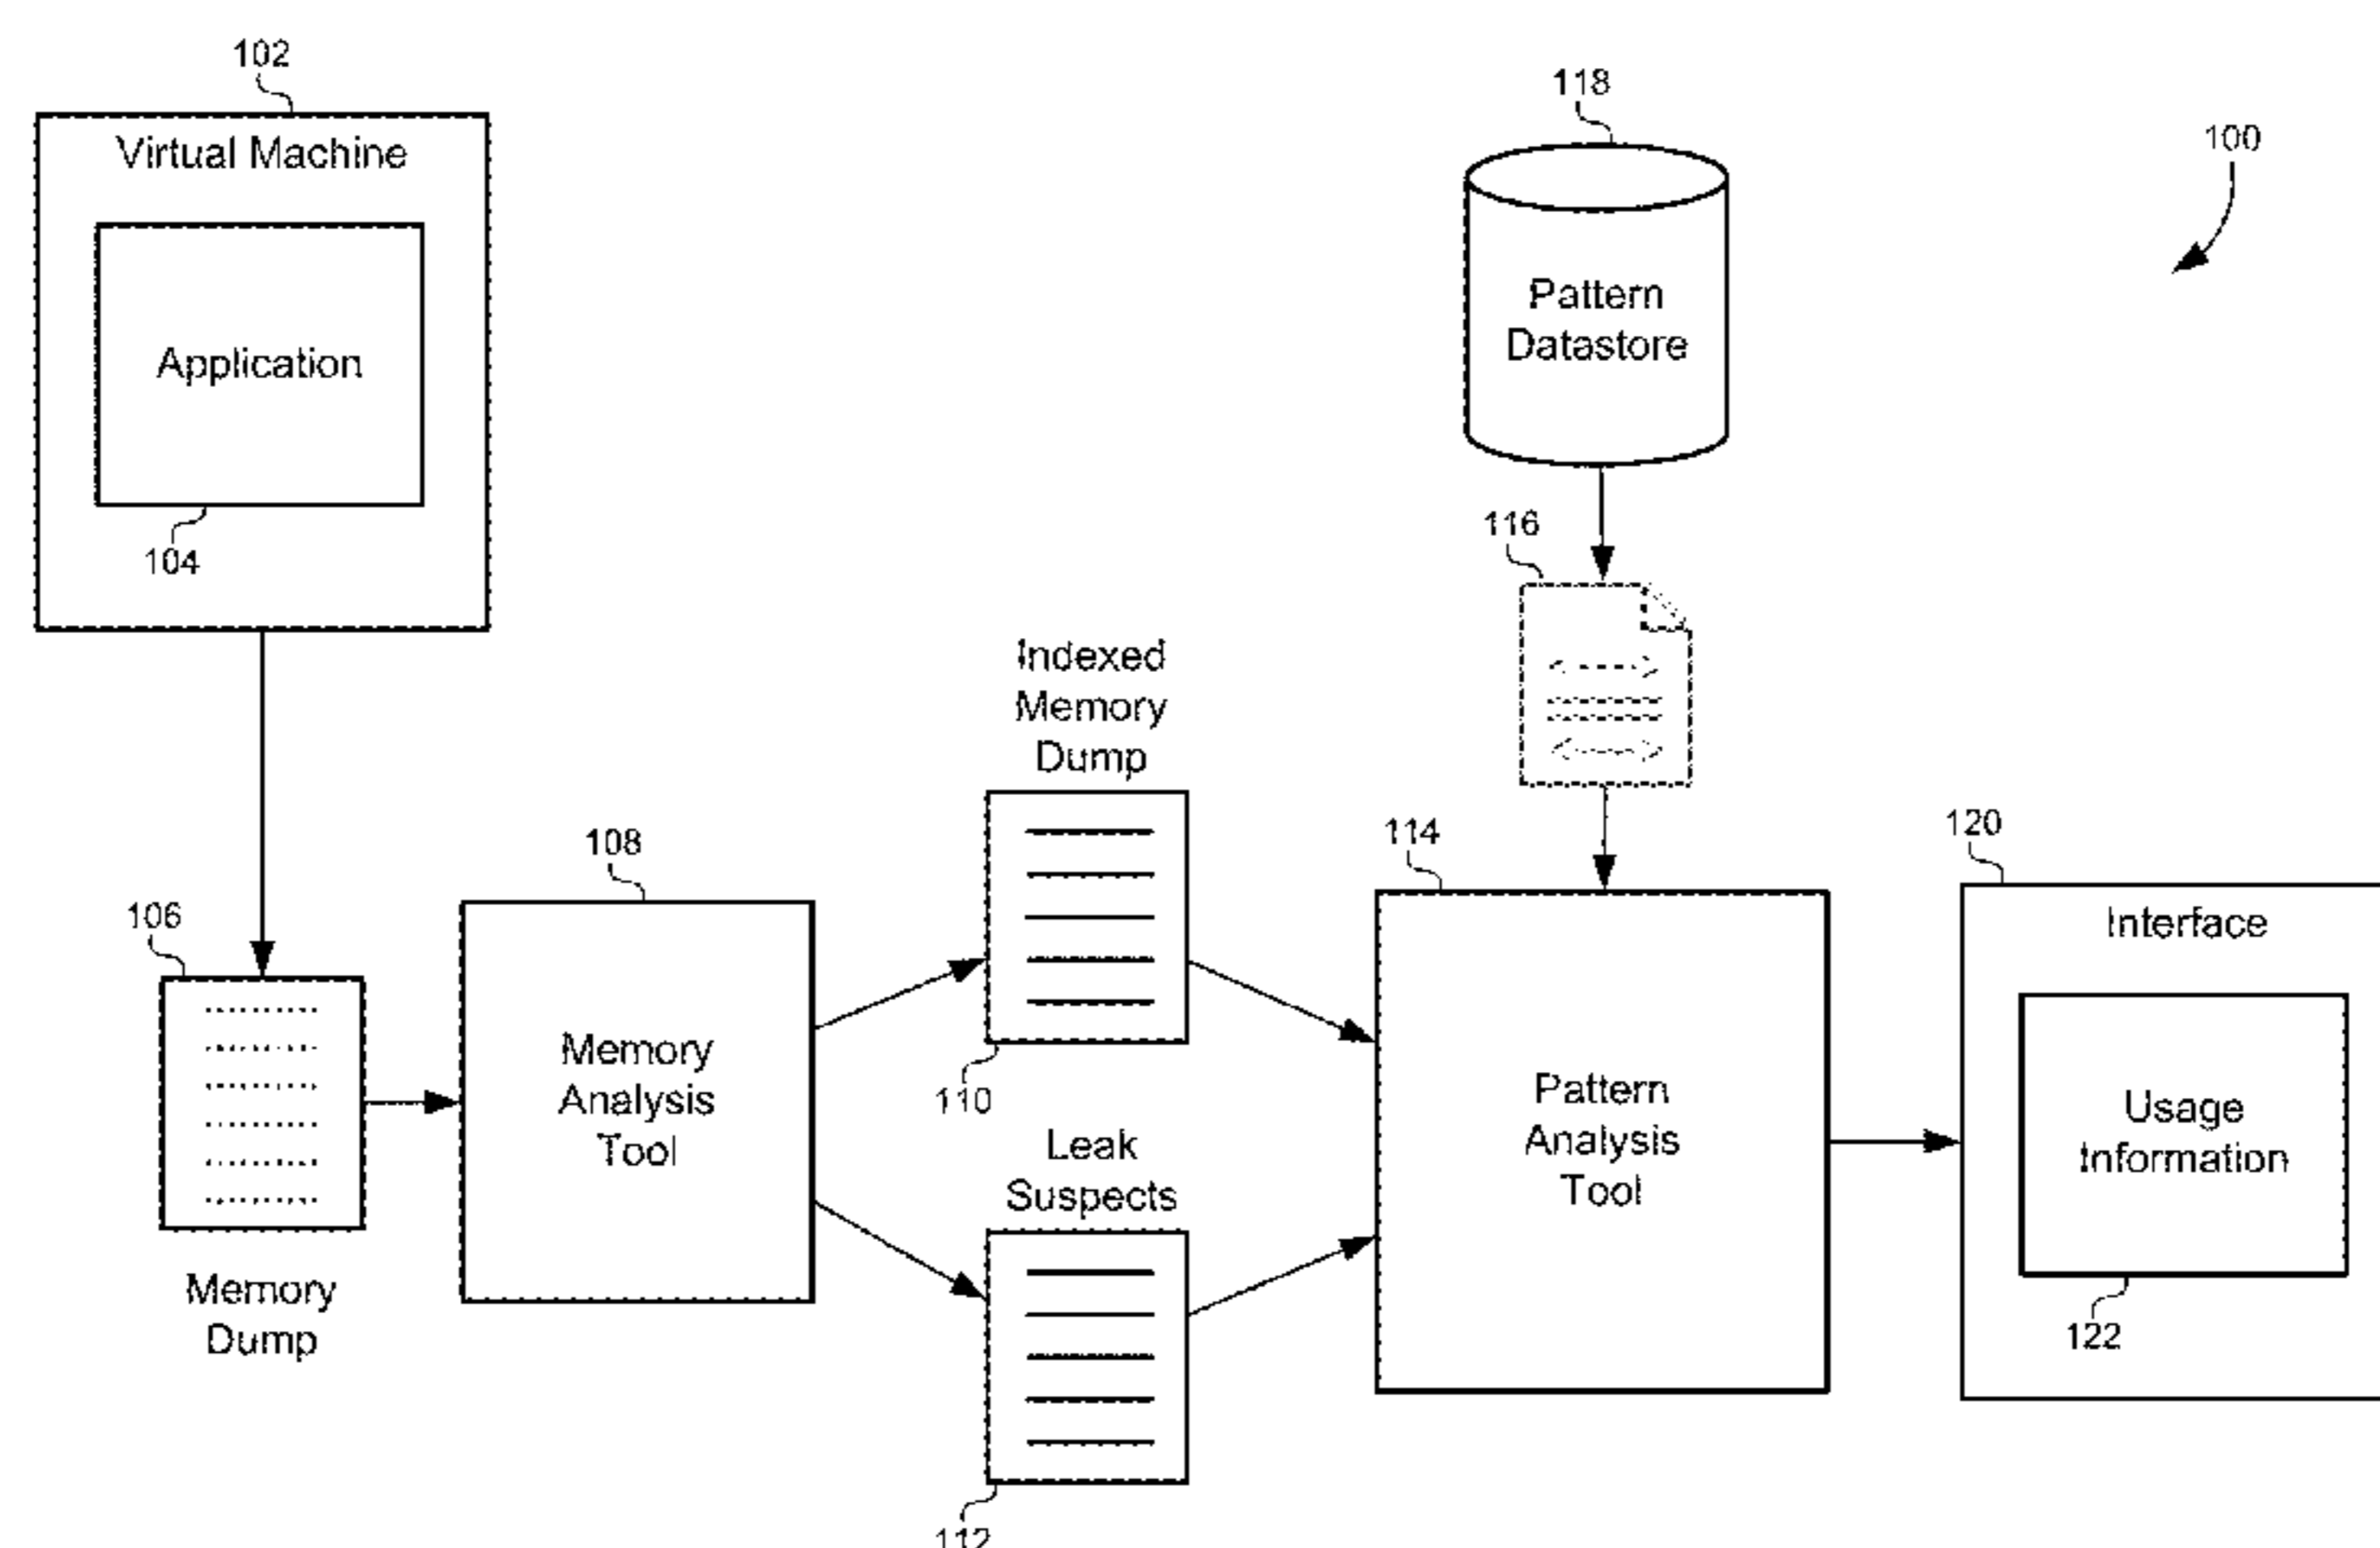 102
Virtual Machine
Application
104
118
Pattern
Datastore
100
116
Indexed
Memory
Dump
106
Memory
Dump
108
Memory
Analysis
Tool
110
Leak
Suspects
112
114
Pattern
Analysis
Tool
120
Interface
Usage
Information
122